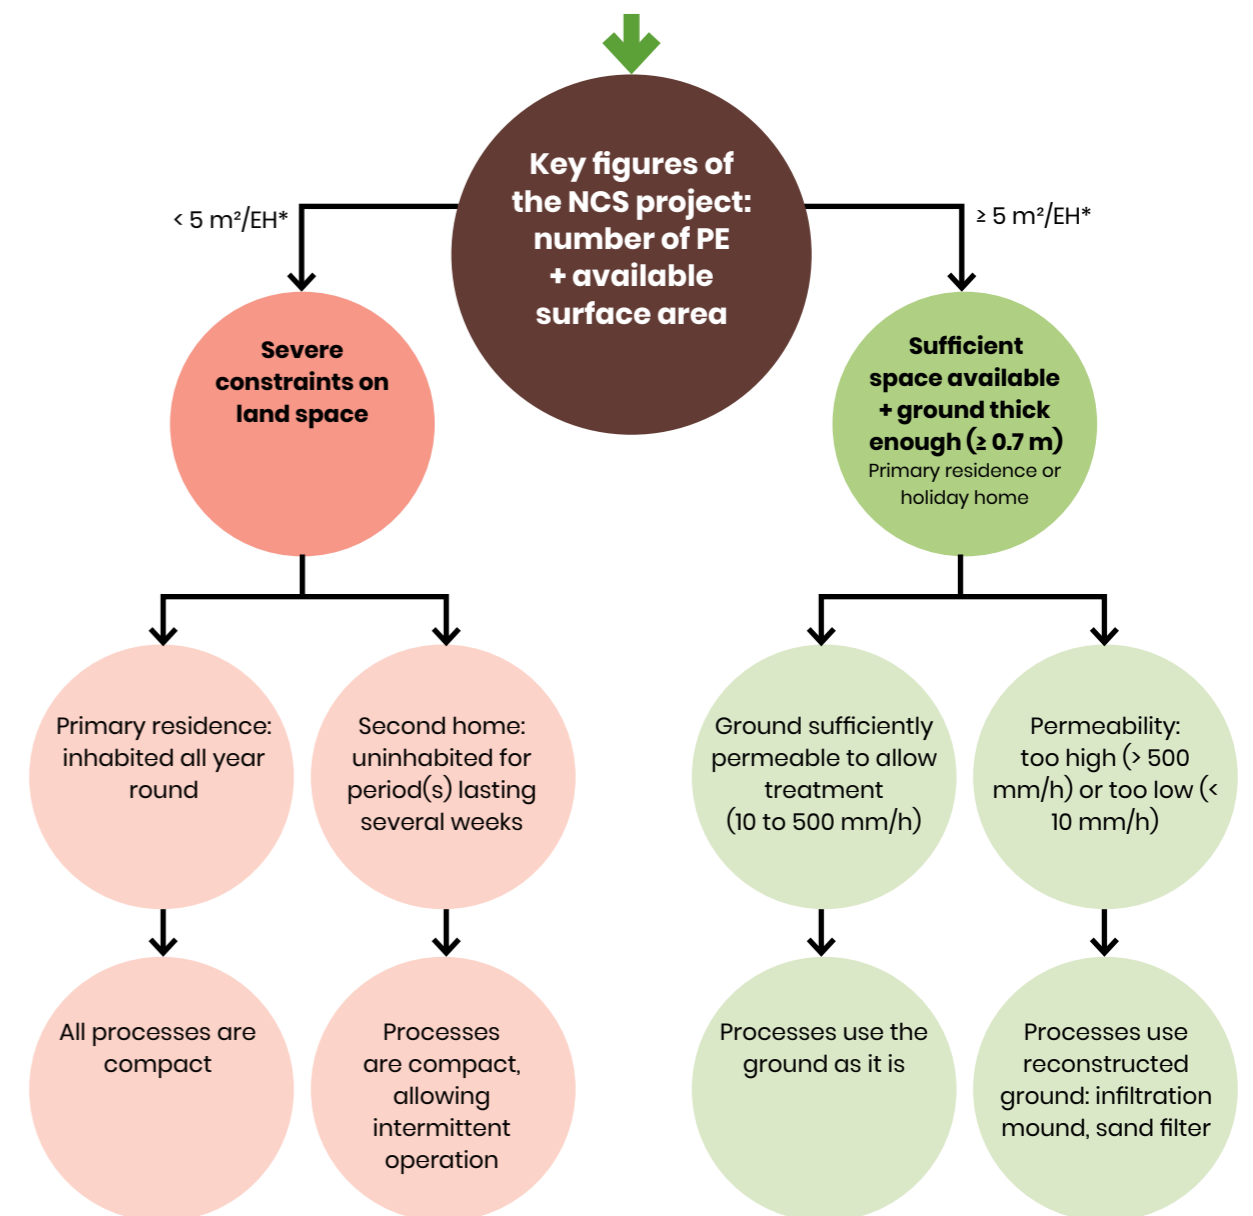 Key figures of
the NCS project:
number of PE
+ available
surface area
< 5 m²/EH*
≥ 5 m²/EH*
Severe
constraints on
land space
Sufficient
space available
+ ground thick
enough (≥ 0.7 m)
Primary residence or
holiday home
Primary residence:
inhabited all year
round
Second home:
uninhabited for
period(s) lasting
several weeks
Ground sufficiently
permeable to allow
treatment
(10 to 500 mm/h)
Permeability:
too high (> 500
mm/h) or too low (<
10 mm/h)
All processes are
compact
Processes
are compact,
allowing
intermittent
operation
Processes use the
ground as it is
Processes use
reconstructed
ground: infiltration
mound, sand filter